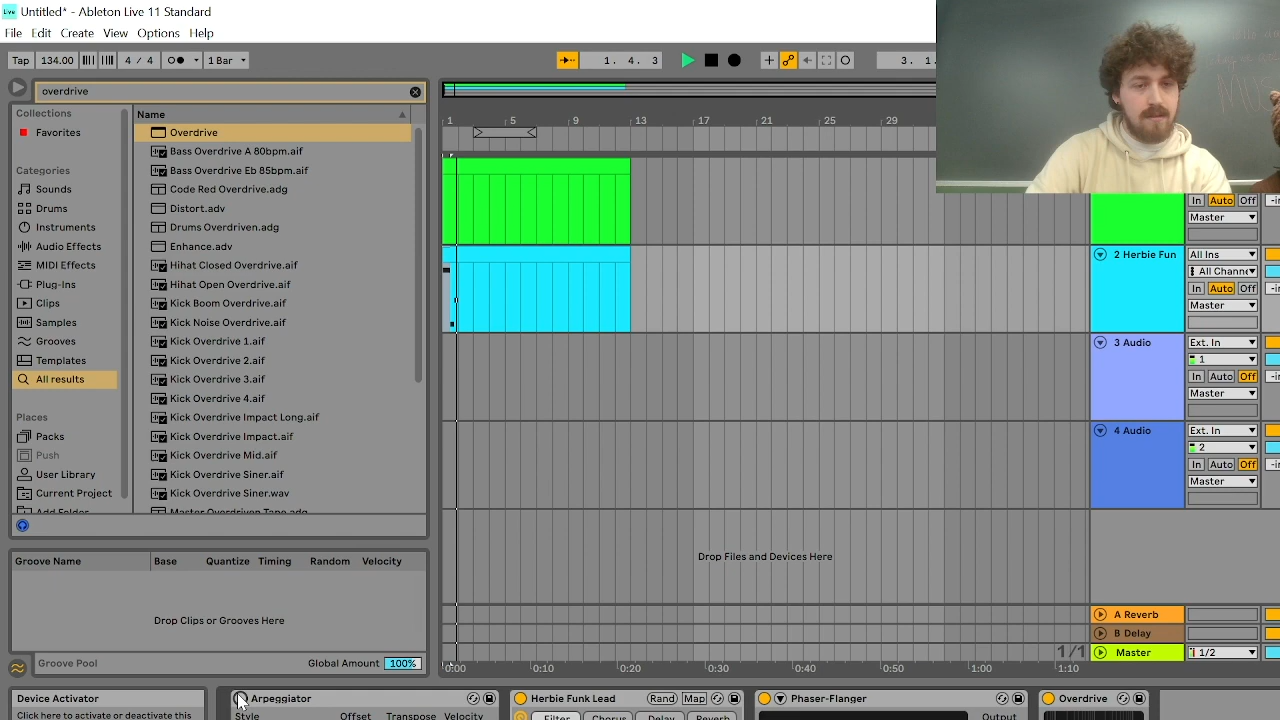 Live Untitled* - Ableton Live 11 Standard
File Edit Create View Options Help
Tap 134.00 4 / 4 1 Bar 1. 4. 3 3. 1.
overdrive
Collections
Favorites
Categories
Sounds
Drums
Instruments
Audio Effects
MIDI Effects
Plug-Ins
Clips
Samples
Grooves
Templates
All results
Places
Packs
Push
User Library
Current Project
Add Folder
Name
Overdrive
Bass Overdrive A 80bpm.aif
Bass Overdrive Eb 85bpm.aif
Code Red Overdrive.adg
Distort.adv
Drums Overdriven.adg
Enhance.adv
Hihat Closed Overdrive.aif
Hihat Open Overdrive.aif
Kick Boom Overdrive.aif
Kick Noise Overdrive.aif
Kick Overdrive 1.aif
Kick Overdrive 2.aif
Kick Overdrive 3.aif
Kick Overdrive 4.aif
Kick Overdrive Impact Long.aif
Kick Overdrive Impact.aif
Kick Overdrive Mid.aif
Kick Overdrive Siner.aif
Kick Overdrive Siner.wav
Master Overdriven Tape.adg
1 5 9 13 17 21 25 29
In Auto Off
Master
2 Herbie Fun All Ins
All Channe
In Auto Off
Master
3 Audio Ext. In
1
In Auto Off
Master
4 Audio Ext. In
2
In Auto Off
Master
Drop Files and Devices Here
A Reverb
B Delay
1/1 Master 1/2
0:00 0:10 0:20 0:30 0:40 0:50 1:00 1:10
Groove Name Base Quantize Timing Random Velocity
Drop Clips or Grooves Here
Groove Pool Global Amount 100%
Device Activator
Click here to activate or deactivate this
Arpeggiator
Style Offset Transpose Velocity
Herbie Funk Lead Rand Map
Filter Chorus Delay Reverb
Phaser-Flanger
Output
Overdrive